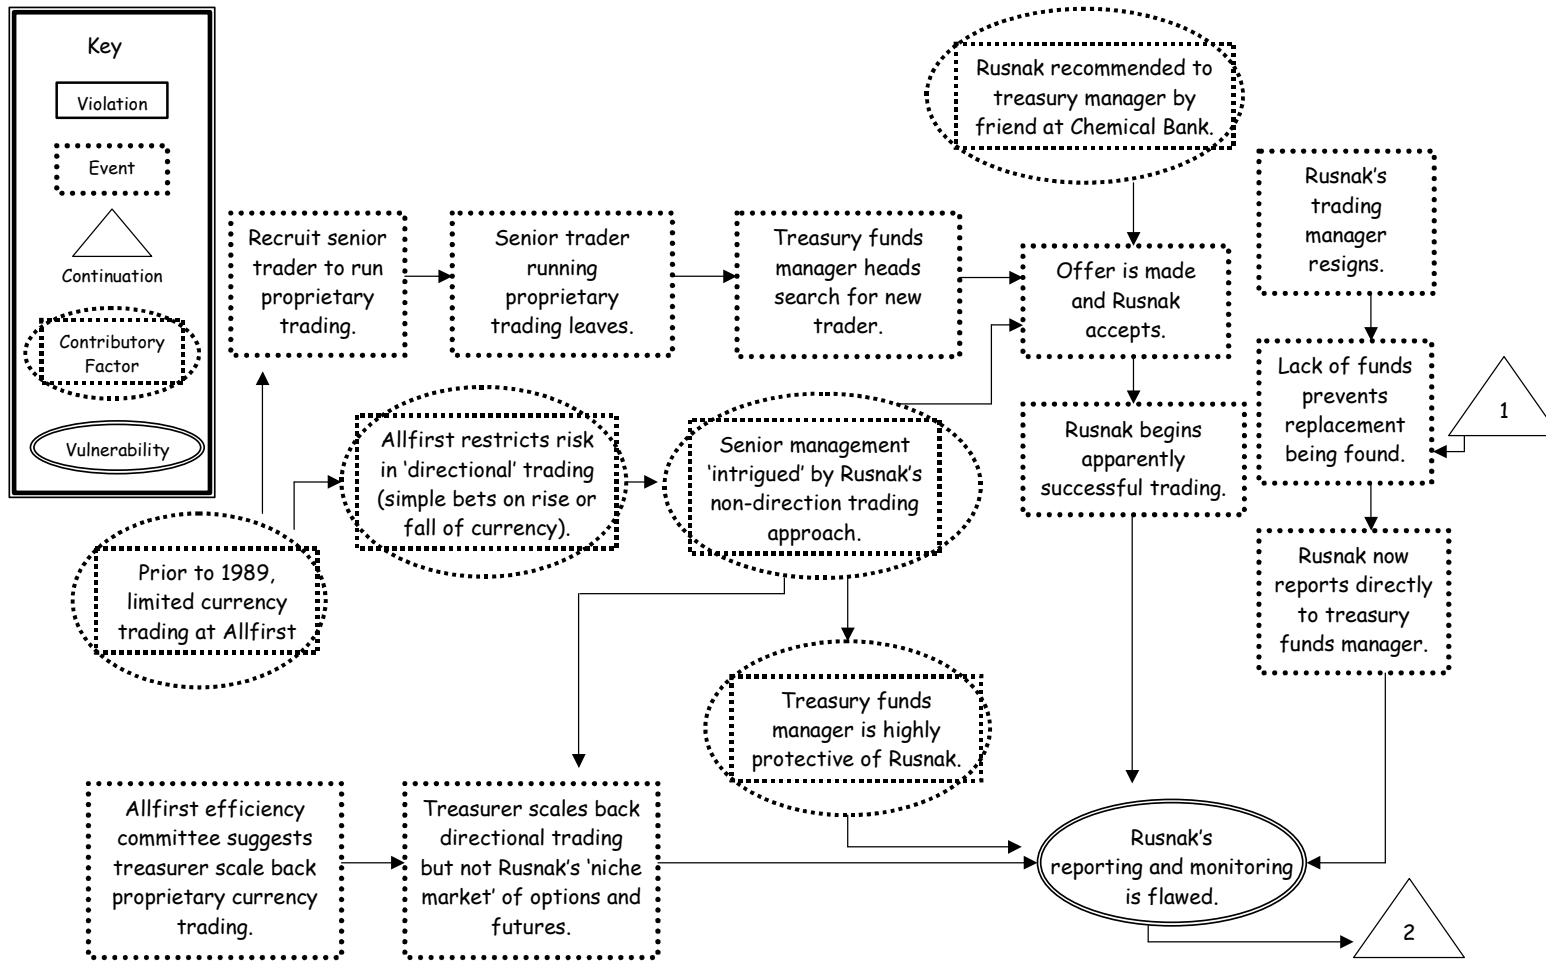 Key
Violation
Event
Continuation
Contributory
Factor
Vulnerability
Rusnak recommended to
treasury manager by
friend at Chemical Bank.
Rusnak’s
trading
manager
resigns.
Recruit senior
trader to run
proprietary
trading.
Senior trader
running
proprietary
trading leaves.
Treasury funds
manager heads
search for new
trader.
Offer is made
and Rusnak
accepts.
Lack of funds
prevents
replacement
being found.
1
Allfirst restricts risk
in ‘directional’ trading
(simple bets on rise or
fall of currency).
Senior management
‘intrigued’ by Rusnak’s
non-direction trading
approach.
Rusnak begins
apparently
successful trading.
Prior to 1989,
limited currency
trading at Allfirst
Rusnak now
reports directly
to treasury
funds manager.
Treasury funds
manager is highly
protective of Rusnak.
Allfirst efficiency
committee suggests
treasurer scale back
proprietary currency
trading.
Treasurer scales back
directional trading
but not Rusnak’s ‘niche
market’ of options and
futures.
Rusnak’s
reporting and monitoring
is flawed.
2